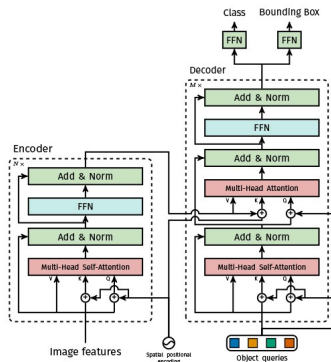 Class
Bounding Box
FFN
FFN
Decoder
M×
Add & Norm
FFN
Add & Norm
Multi-Head Attention
V
K
Q
Add & Norm
Multi-Head Self-Attention
V
K
Q
Object queries
Encoder
N×
Add & Norm
FFN
Add & Norm
Multi-Head Self-Attention
V
K
Q
Image features
Spatial positional
encoding